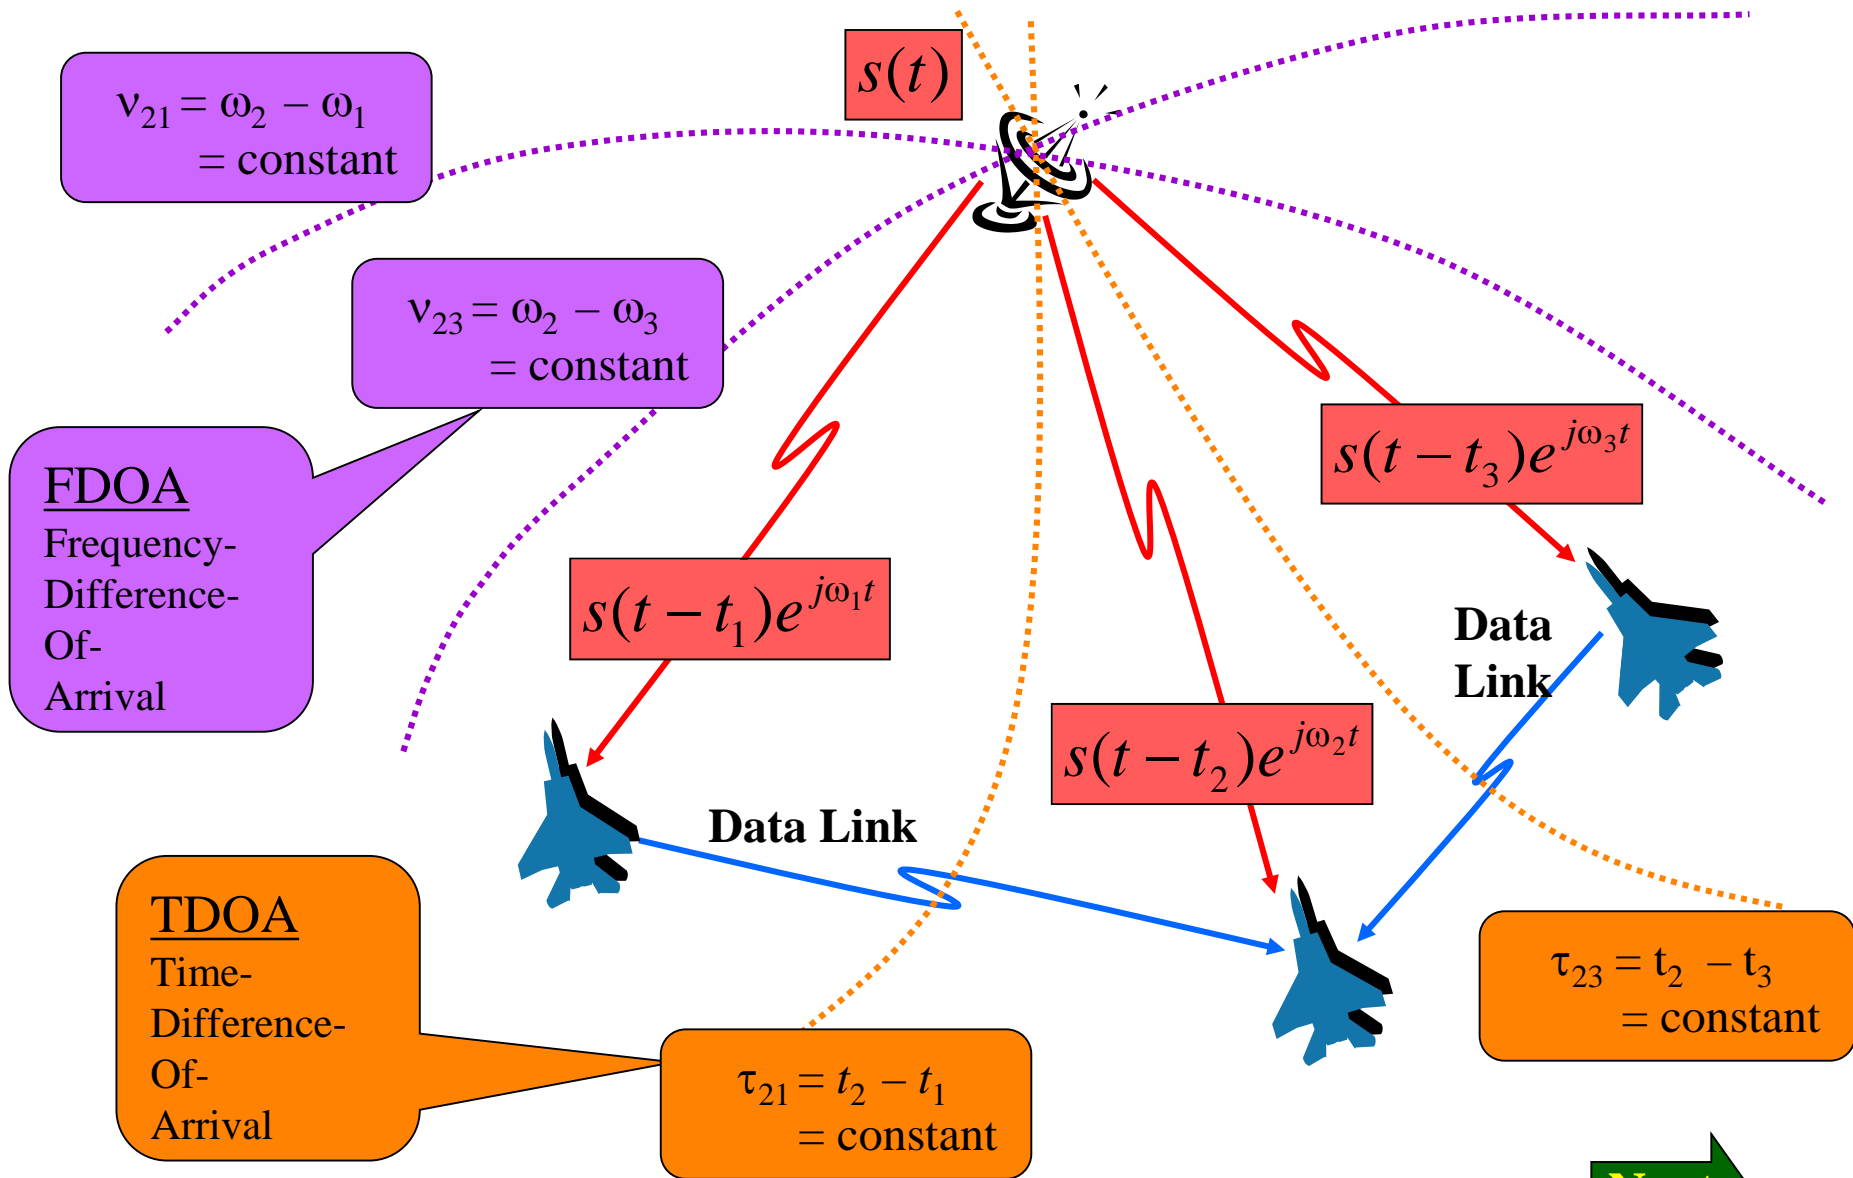 s(t)
ν₂₁ = ω₂ – ω₁
= constant
ν₂₃ = ω₂ – ω₃
= constant
FDOA
Frequency-
Difference-
Of-
Arrival
s(t − t₃)e^{jω₃t}
s(t − t₁)e^{jω₁t}
Data
Link
s(t − t₂)e^{jω₂t}
Data Link
TDOA
Time-
Difference-
Of-
Arrival
τ₂₃ = t₂ – t₃
= constant
τ₂₁ = t₂ – t₁
= constant